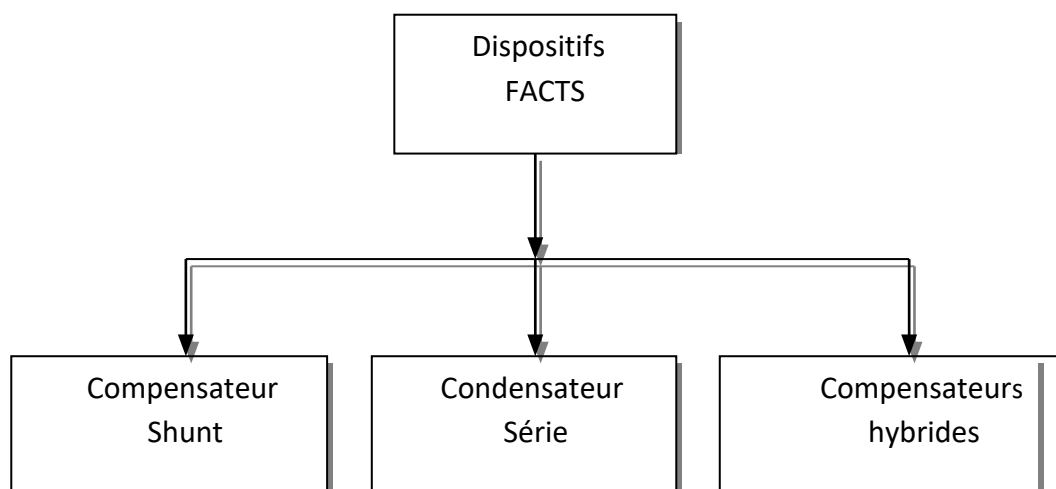 Dispositifs
FACTS
Compensateur
Shunt
Condensateur
Série
Compensateurs
hybrides